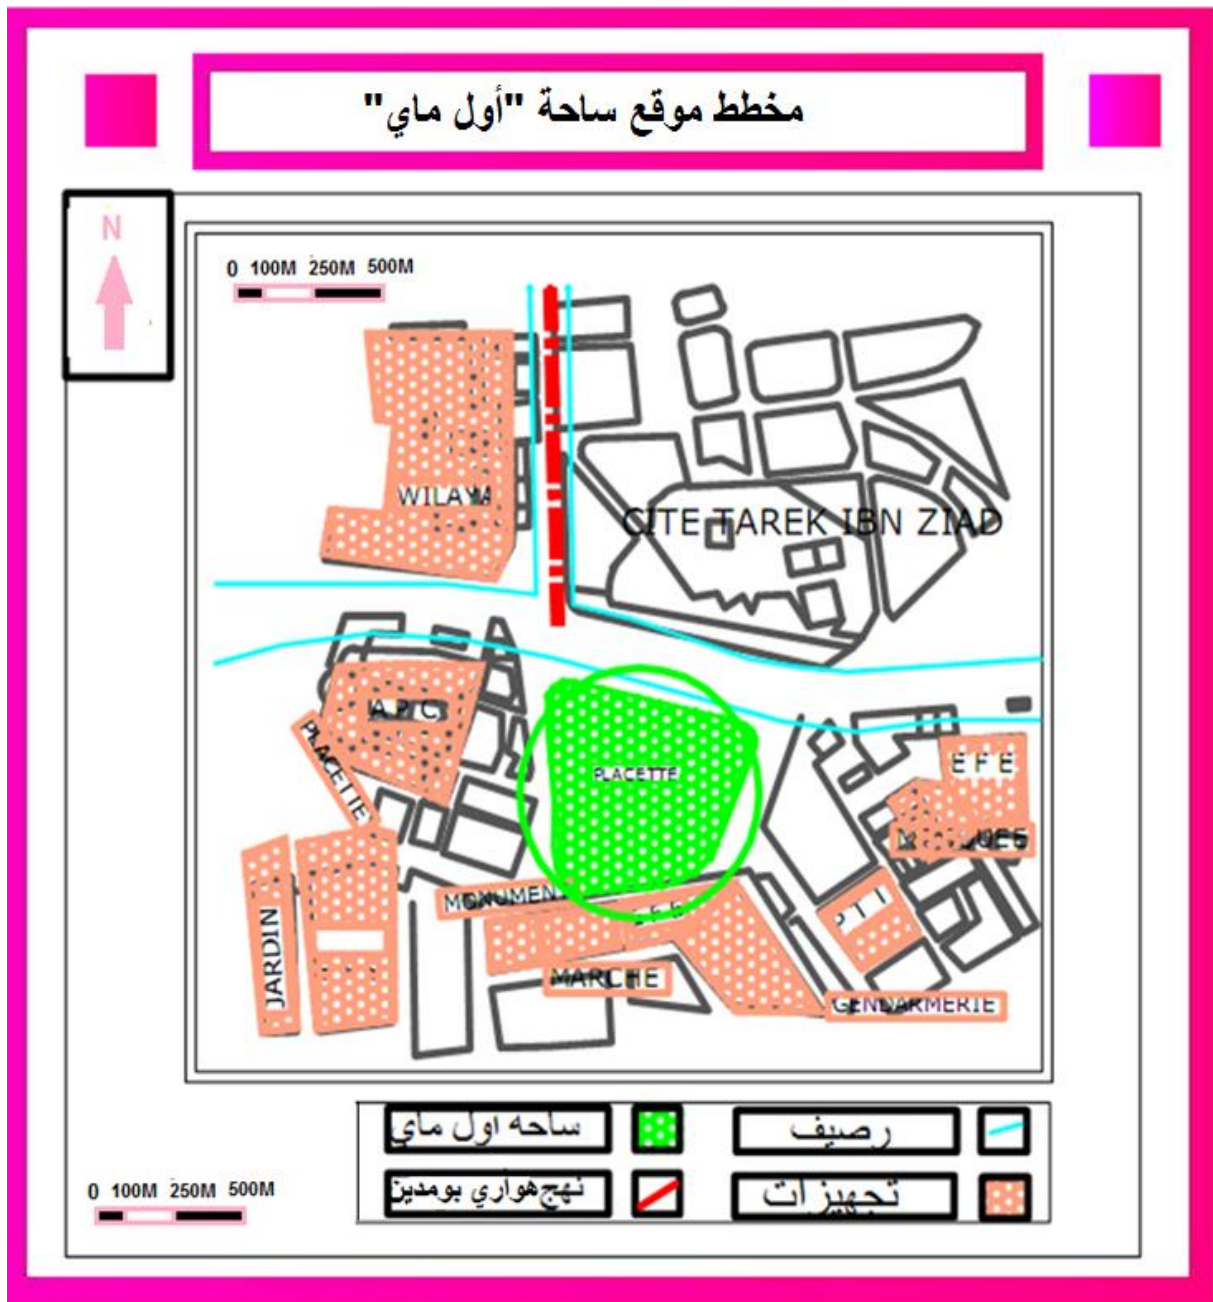 مخطط موقع ساحة "أول ماي"
N
0 100M 250M 500M
WILAYA
CITE TAREK IBN ZIAD
A P C
PLACETTE
PLACETTE
E F E
MONUMENT
P T T
JARDIN
MARCHE
GENDARMERIE
رصيف
ساحه اول ماي
تجهيزات
نهج هواري بومدين
0 100M 250M 500M